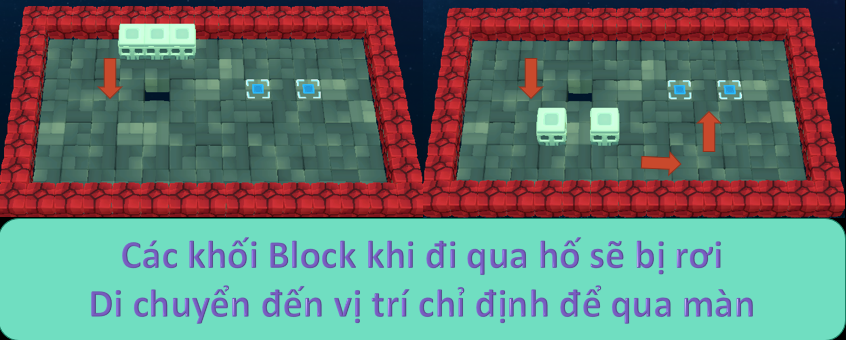 Các khối Block khi đi qua hố sẽ bị rơi
Di chuyển đến vị trí chỉ định để qua màn